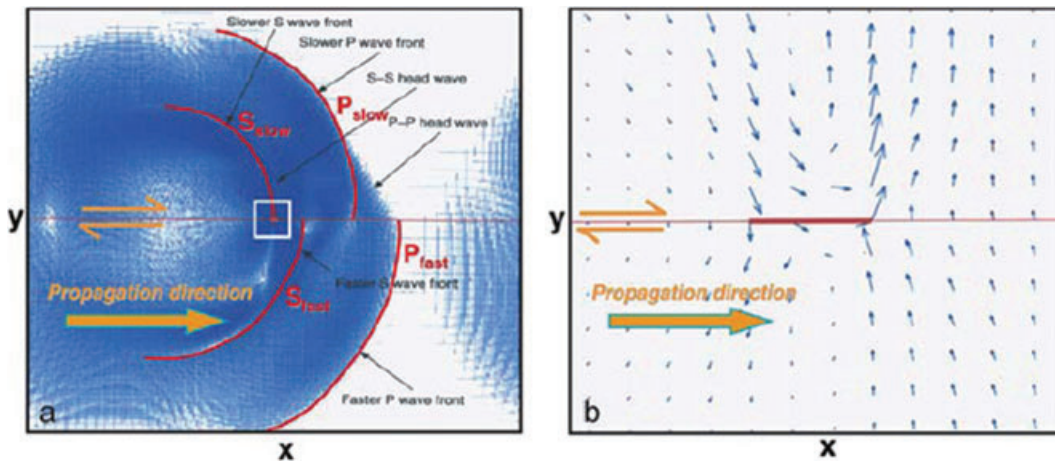 Slower S wave front
Slower P wave front
S–S head wave
P_slow
P–P head wave
S_slow
y
P_fast
Faster S wave front
S_fast
Propagation direction
Faster P wave front
a
x
y
Propagation direction
b
x